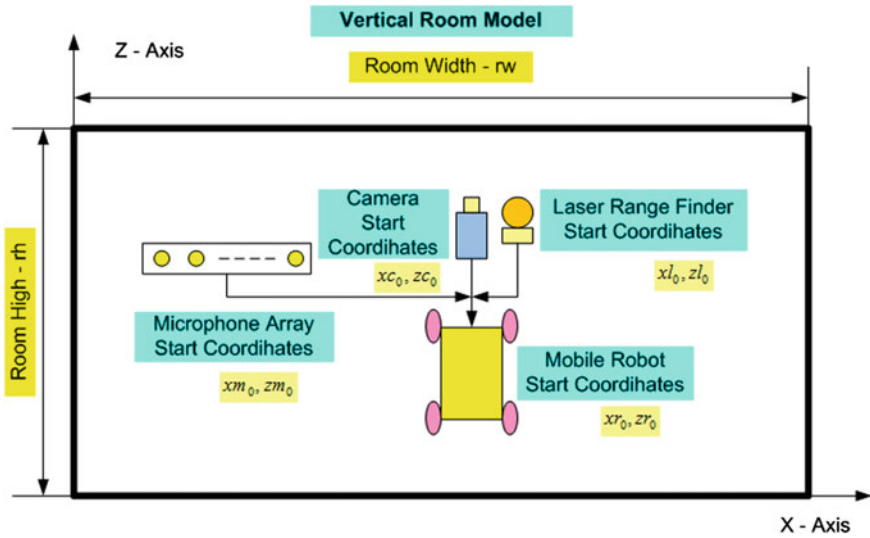 Vertical Room Model
Z - Axis
Room Width - rw
Room High - rh
Camera
Start
Coordihates
xc₀, zc₀
Laser Range Finder
Start Coordihates
xl₀, zl₀
Microphone Array
Start Coordihates
xm₀, zm₀
Mobile Robot
Start Coordihates
xr₀, zr₀
X - Axis